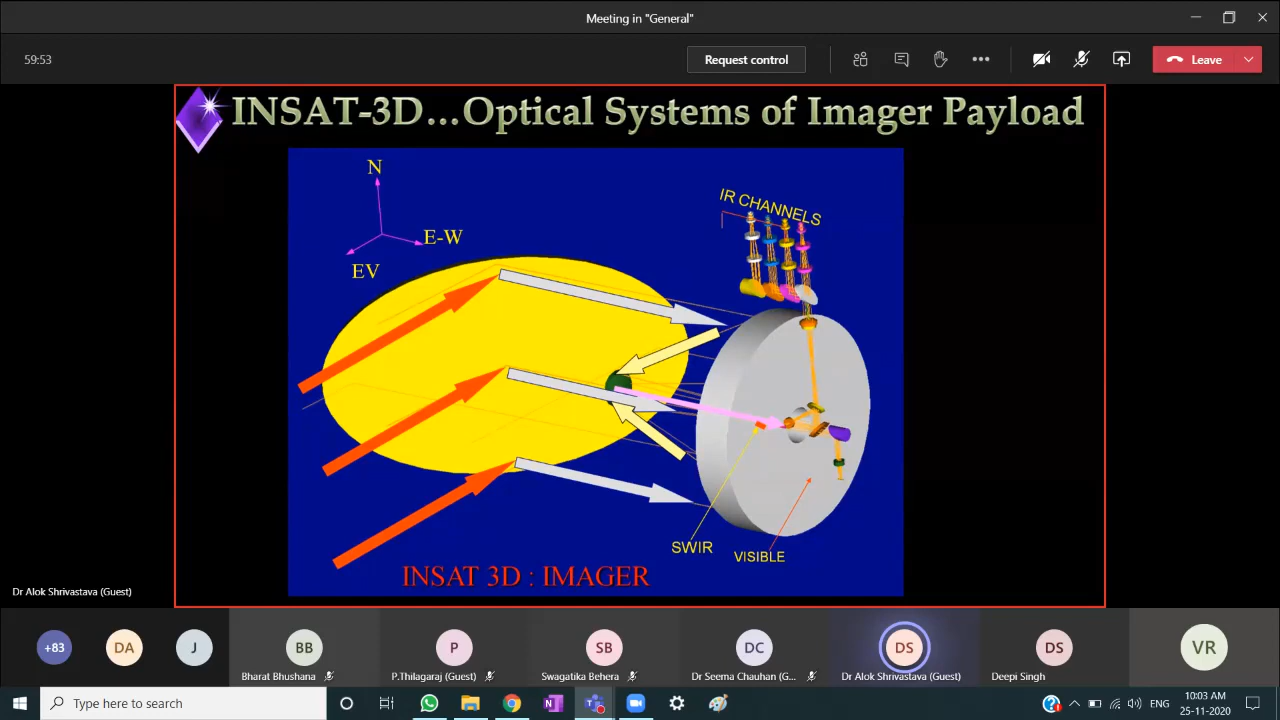 Meeting in "General"
59:53
Request control
Leave
INSAT-3D...Optical Systems of Imager Payload
N
E-W
EV
IR CHANNELS
SWIR
VISIBLE
INSAT 3D : IMAGER
Dr Alok Shrivastava (Guest)
+83
DA
J
BB
P
SB
DC
DS
DS
VR
Bharat Bhushana
P.Thilagaraj (Guest)
Swagatika Behera
Dr Seema Chauhan (G...
Dr Alok Shrivastava (Guest)
Deepi Singh
Type here to search
ENG
10:03 AM
25-11-2020